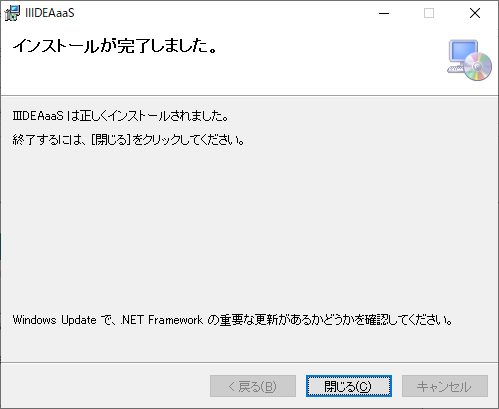 IIIDEAaaS
インストールが完了しました。
IIIDEAaaS は正しくインストールされました。
終了するには、[閉じる]をクリックしてください。
Windows Update で、.NET Framework の重要な更新があるかどうかを確認してください。
< 戻る(B) 閉じる(C) キャンセル